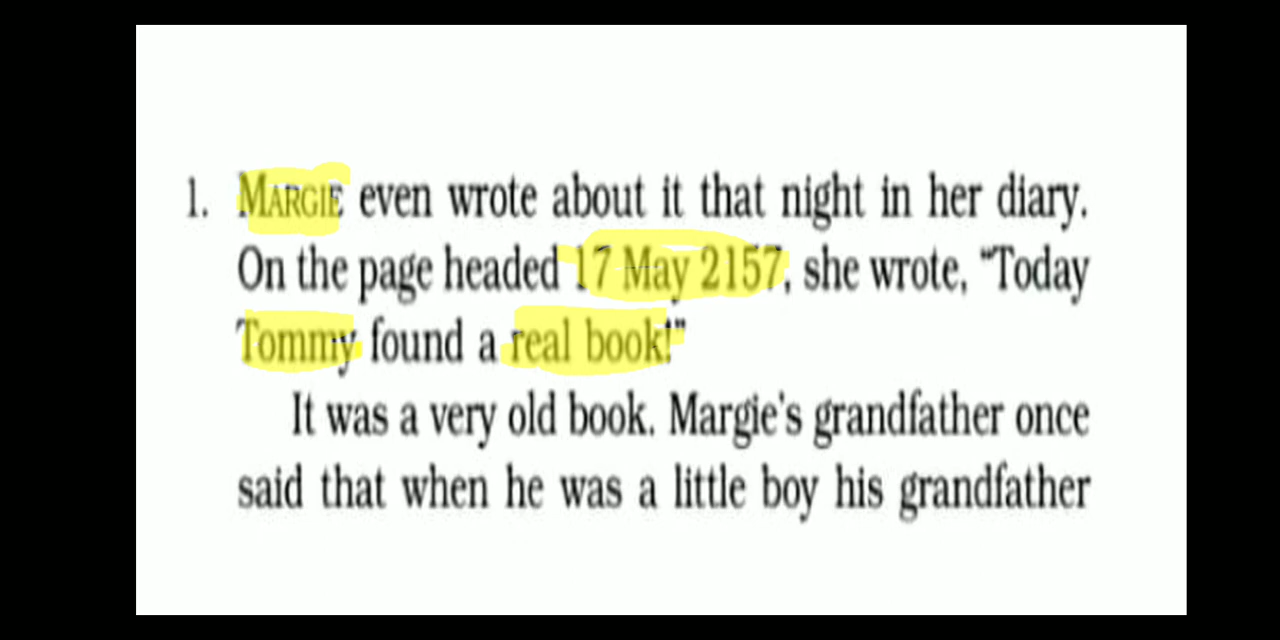 1. MARGIE even wrote about it that night in her diary.
On the page headed 17 May 2157, she wrote, “Today
Tommy found a real book!”
It was a very old book. Margie's grandfather once
said that when he was a little boy his grandfather